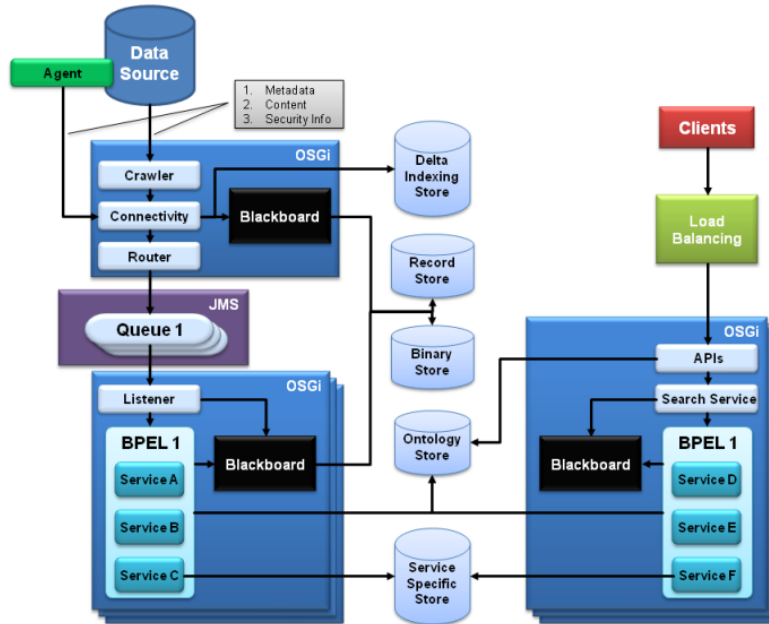 Data
Source
Agent
1. Metadata
2. Content
3. Security Info
OSGi
Crawler
Connectivity
Blackboard
Router
Delta
Indexing
Store
Clients
Load
Balancing
Record
Store
JMS
Queue 1
Binary
Store
OSGi
Listener
BPEL 1
Blackboard
Service A
Service B
Service C
Ontology
Store
Service
Specific
Store
OSGi
APIs
Search Service
BPEL 1
Blackboard
Service D
Service E
Service F